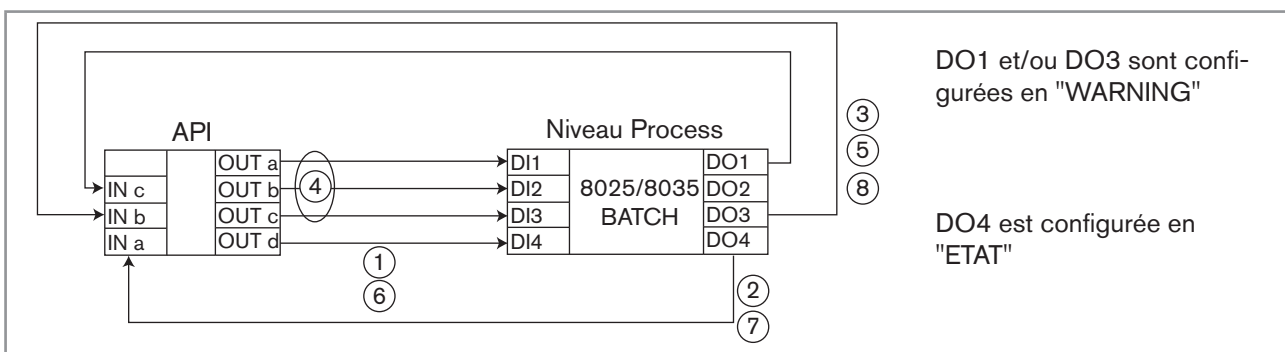 DO1 et/ou DO3 sont confi-
gurées en "WARNING"
API
Niveau Process
3
5
8
OUT a
IN c
OUT b
IN b
OUT c
IN a
OUT d
4
DI1
DI2
DI3
DI4
8025/8035
BATCH
DO1
DO2
DO3
DO4
DO4 est configurée en
"ETAT"
1
6
2
7